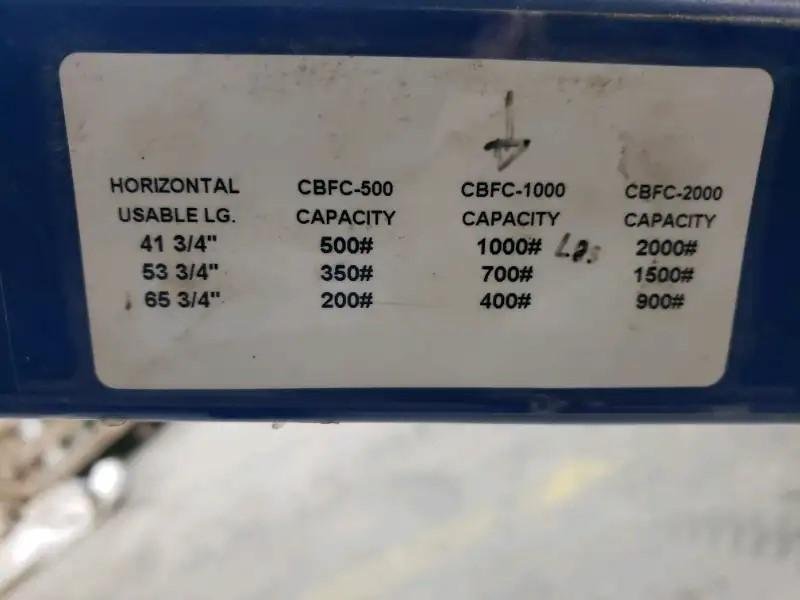 HORIZONTAL CBFC-500 CBFC-1000 CBFC-2000
USABLE LG. CAPACITY CAPACITY CAPACITY
41 3/4" 500# 1000# Lbs 2000#
53 3/4" 350# 700# 1500#
65 3/4" 200# 400# 900#